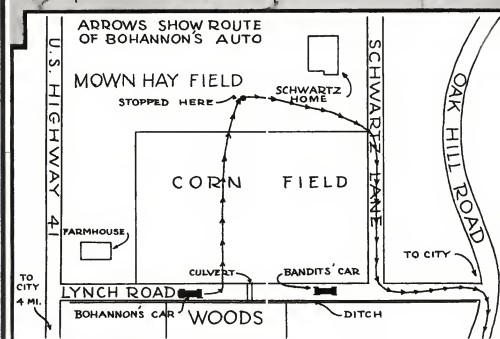 ARROWS SHOW ROUTE
OF BOHANNON'S AUTO
MOWN HAY FIELD
STOPPED HERE
SCHWARTZ
HOME
U.S. HIGHWAY 41
SCHWARTZ LANE
OAK HILL ROAD
CORN FIELD
FARMHOUSE
TO CITY
TO
CITY
4 MI.
CULVERT
BANDITS' CAR
LYNCH ROAD
BOHANNON'S CAR
WOODS
DITCH